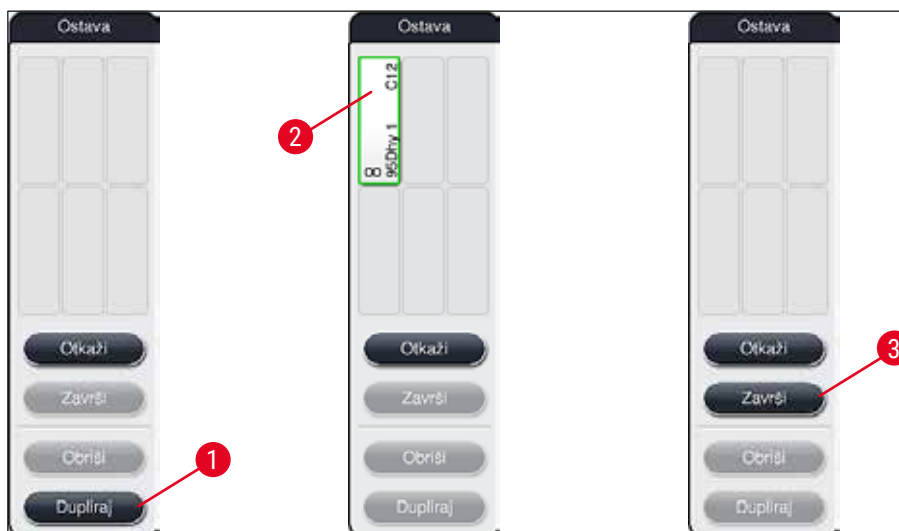 Ostava
Otkaži
Završi
Obriši
Dupliraj
1
Ostava
C12
95Dhy 1
8
2
Otkaži
Završi
Obriši
Dupliraj
Ostava
Otkaži
Završi
3
Obriši
Dupliraj